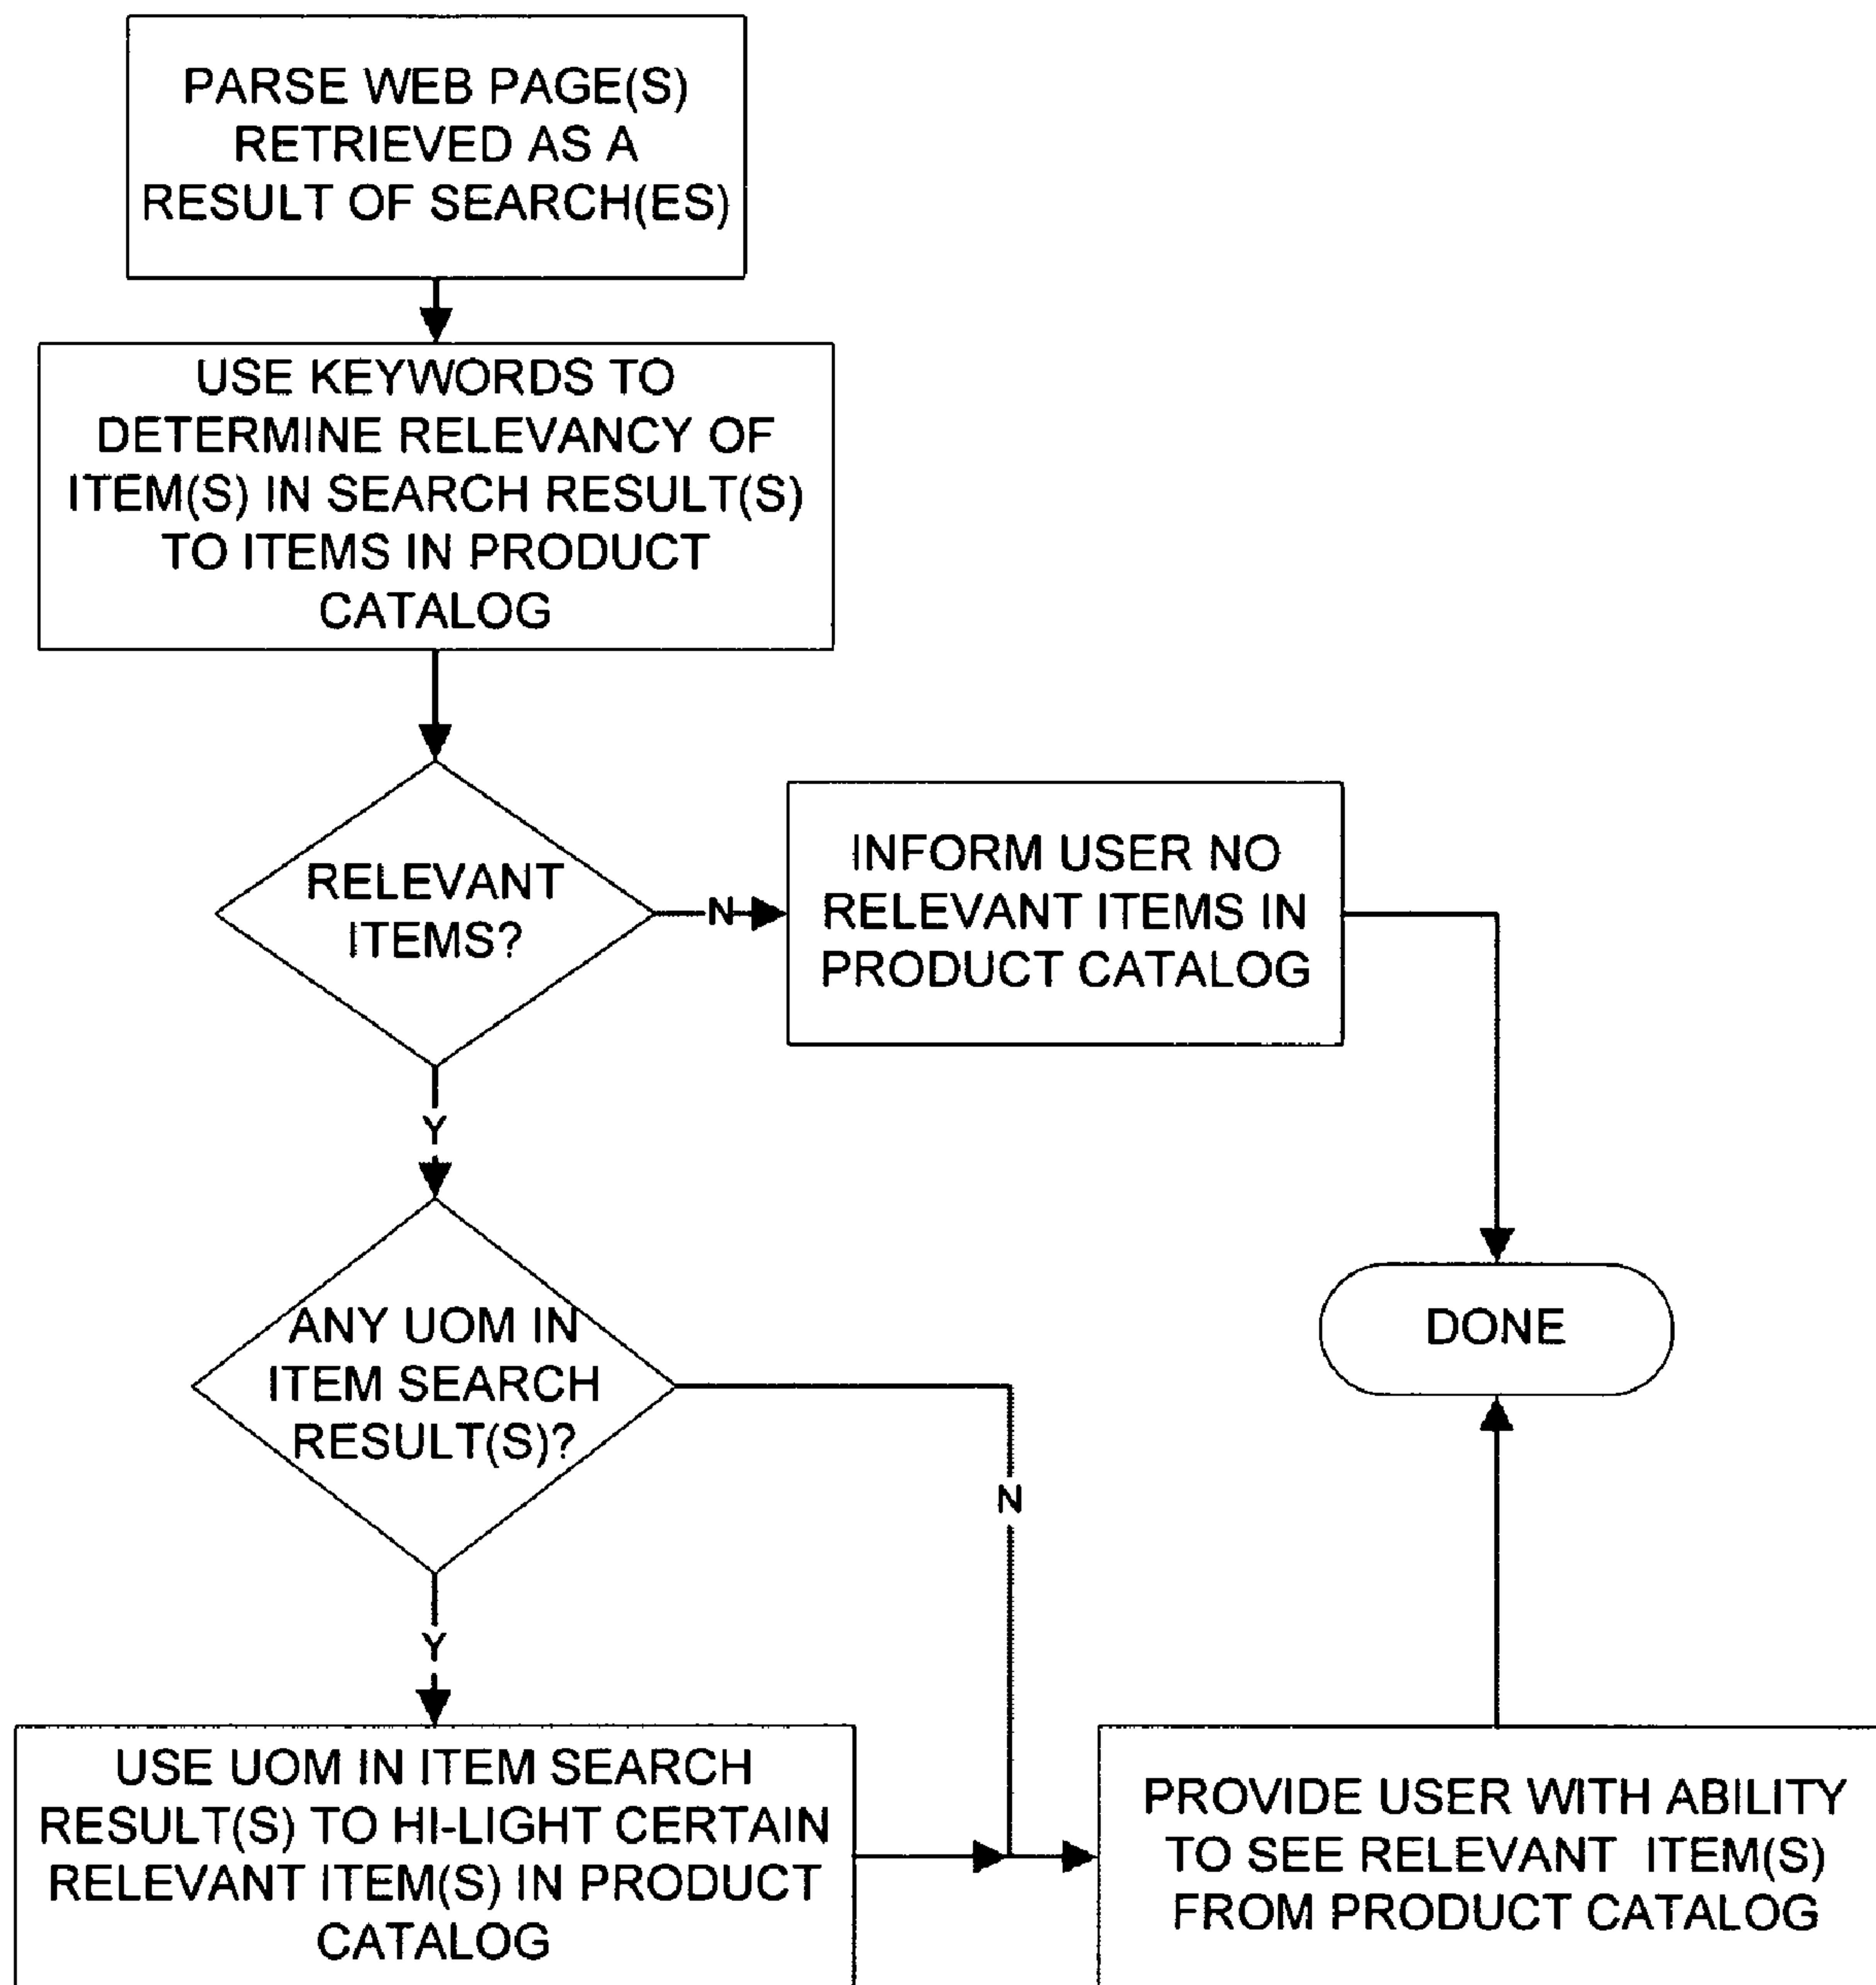 PARSE WEB PAGE(S)
RETRIEVED AS A
RESULT OF SEARCH(ES)
USE KEYWORDS TO
DETERMINE RELEVANCY OF
ITEM(S) IN SEARCH RESULT(S)
TO ITEMS IN PRODUCT
CATALOG
RELEVANT
ITEMS?
N
INFORM USER NO
RELEVANT ITEMS IN
PRODUCT CATALOG
Y
DONE
ANY UOM IN
ITEM SEARCH
RESULT(S)?
N
Y
USE UOM IN ITEM SEARCH
RESULT(S) TO HI-LIGHT CERTAIN
RELEVANT ITEM(S) IN PRODUCT
CATALOG
PROVIDE USER WITH ABILITY
TO SEE RELEVANT ITEM(S)
FROM PRODUCT CATALOG